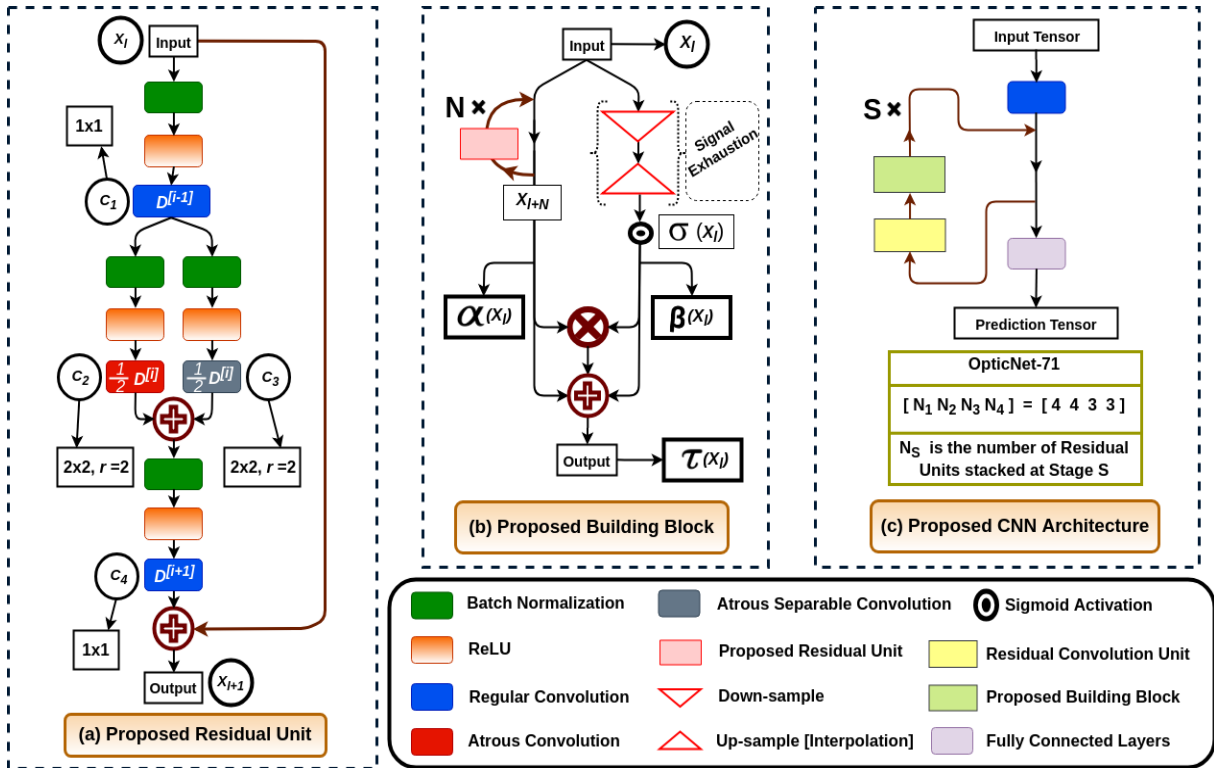 X_l
Input
1x1
C_1
D^[i-1]
C_2
1/2 D^[i]
1/2 D^[i]
C_3
2x2, r =2
2x2, r =2
C_4
D^[i+1]
1x1
Output
X_l+1
(a) Proposed Residual Unit
Input
X_l
N ×
Signal
Exhaustion
X_l+N
σ (X_l)
α(X_l)
β(X_l)
Output
τ(X_l)
(b) Proposed Building Block
Input Tensor
S ×
Prediction Tensor
OpticNet-71
[ N_1 N_2 N_3 N_4 ] = [ 4 4 3 3 ]
N_S is the number of Residual
Units stacked at Stage S
(c) Proposed CNN Architecture
Batch Normalization
Atrous Separable Convolution
Sigmoid Activation
ReLU
Proposed Residual Unit
Residual Convolution Unit
Regular Convolution
Down-sample
Proposed Building Block
Atrous Convolution
Up-sample [Interpolation]
Fully Connected Layers